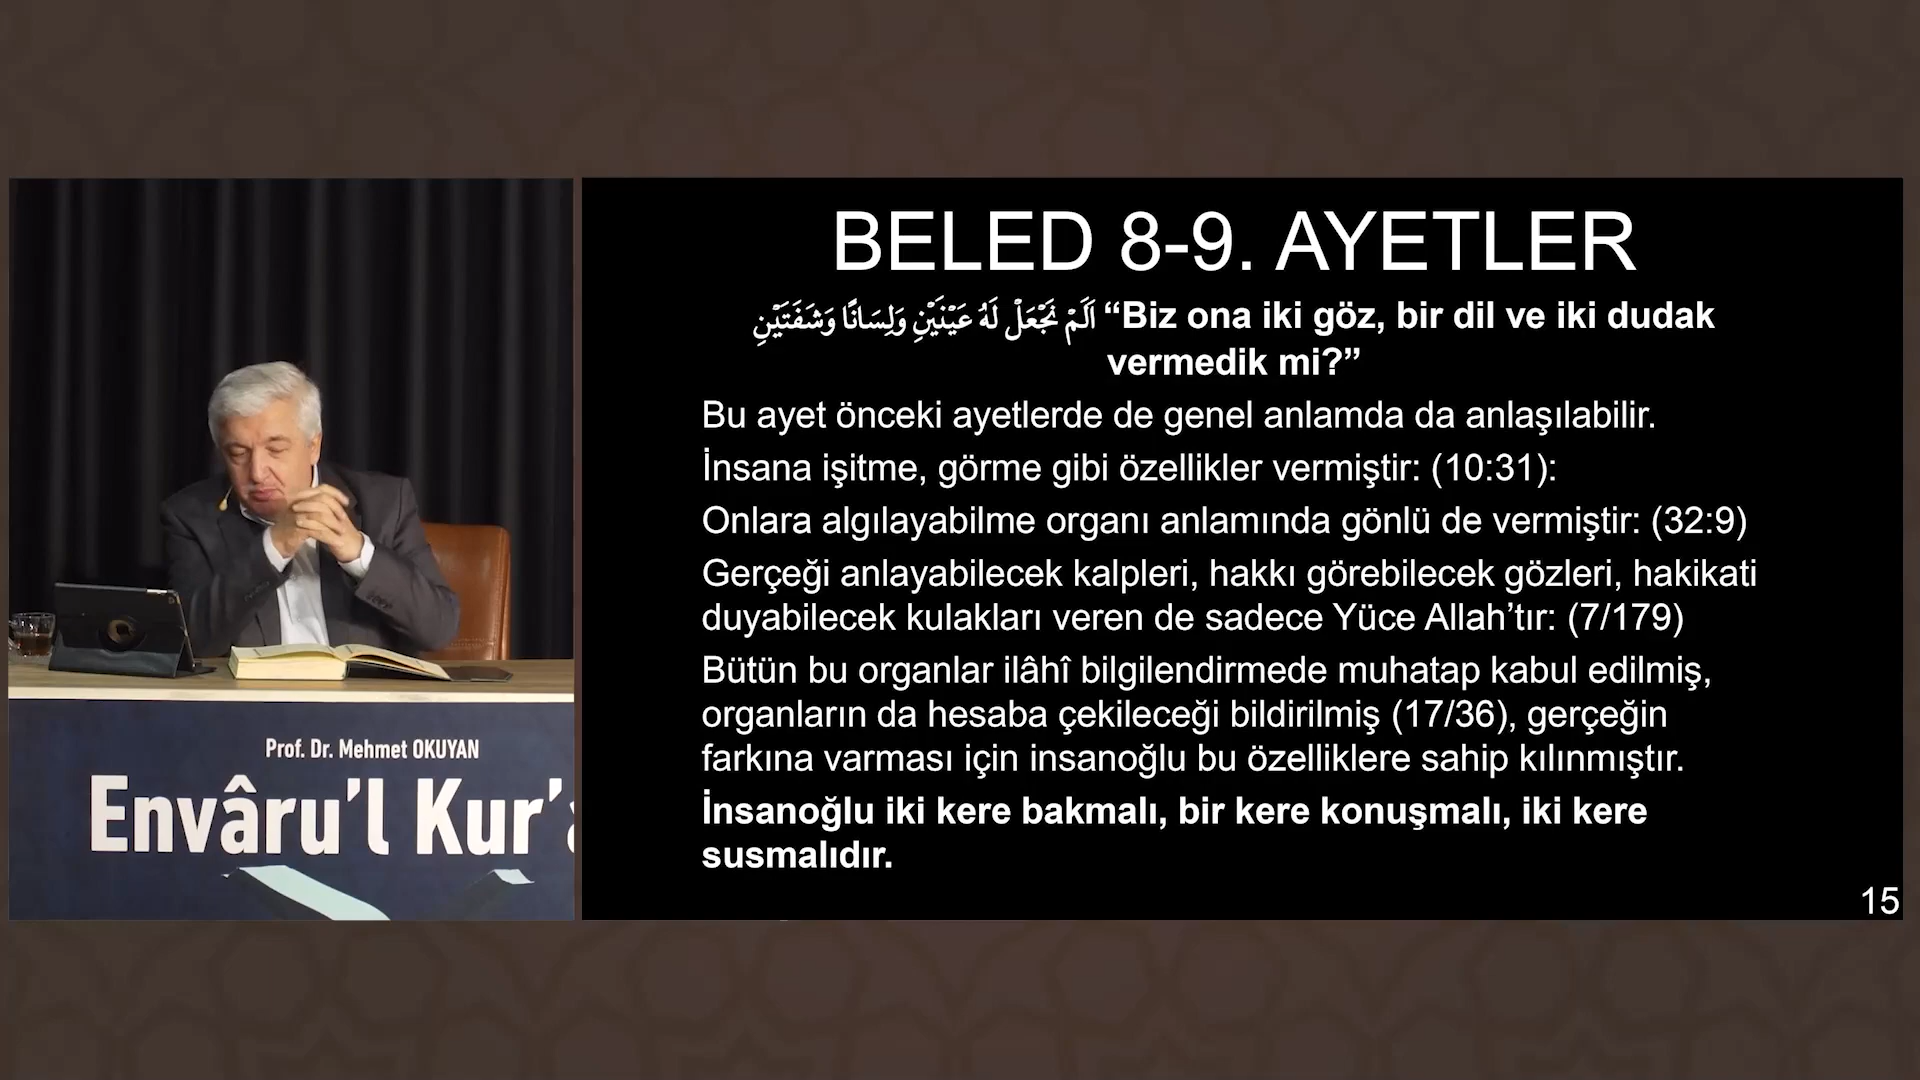 BELED 8-9. AYETLER
اَلَمْ نَجْعَلْ لَهُ عَيْنَيْنِ وَلِسَانًا وَشَفَتَيْنِ “Biz ona iki göz, bir dil ve iki dudak
vermedik mi?”
Bu ayet önceki ayetlerde de genel anlamda da anlaşılabilir.
İnsana işitme, görme gibi özellikler vermiştir: (10:31):
Onlara algılayabilme organı anlamında gönlü de vermiştir: (32:9)
Gerçeği anlayabilecek kalpleri, hakkı görebilecek gözleri, hakikati
duyabilecek kulakları veren de sadece Yüce Allah’tır: (7/179)
Bütün bu organlar ilâhî bilgilendirmede muhatap kabul edilmiş,
organların da hesaba çekileceği bildirilmiş (17/36), gerçeğin
farkına varması için insanoğlu bu özelliklere sahip kılınmıştır.
İnsanoğlu iki kere bakmalı, bir kere konuşmalı, iki kere
susmalıdır.
15
Prof. Dr. Mehmet OKUYAN
Envâru’l Kur’a